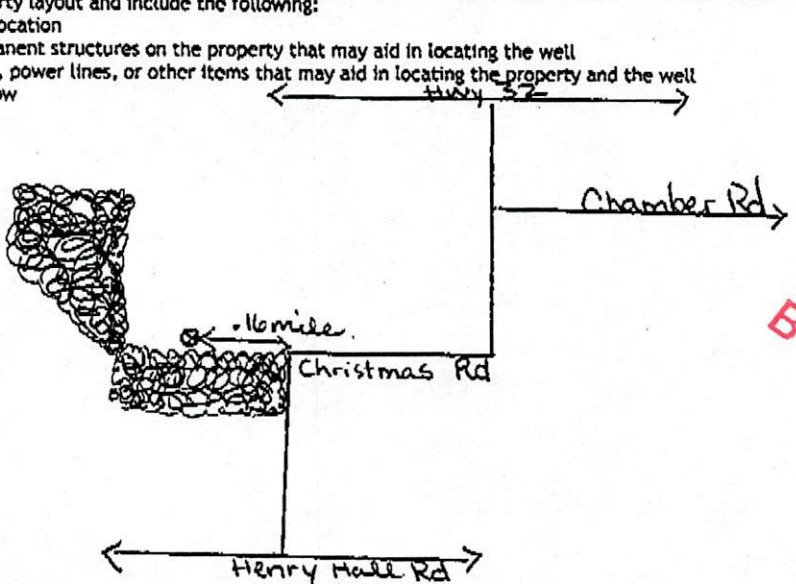 ty layout and include the following:
ocation
anent structures on the property that may aid in locating the well
, power lines, or other items that may aid in locating the property and the well
ow
Hwy 32
Chamber Rd
.16 mile.
Christmas Rd
Henry Hall Rd
B